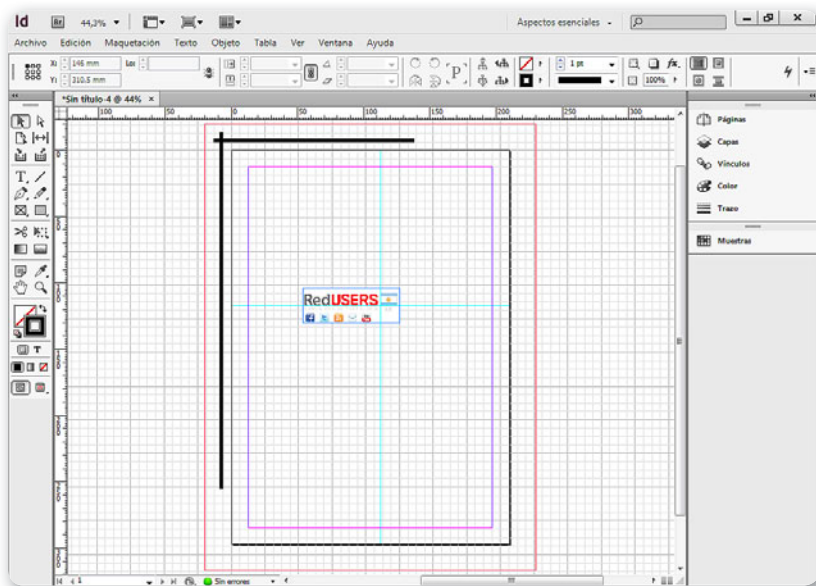 Id Br 44,3% Aspectos esenciales
Archivo Edición Maquetación Texto Objeto Tabla Ver Ventana Ayuda
X: 146 mm 1 pt
Y: 310.5 mm 100%
*Sin título-4 @ 44% ×
100 50 0 50 100 150 200 250 300
Páginas
Capas
Vínculos
Color
Trazo
Muestras
RedUSERS
1 Sin errores